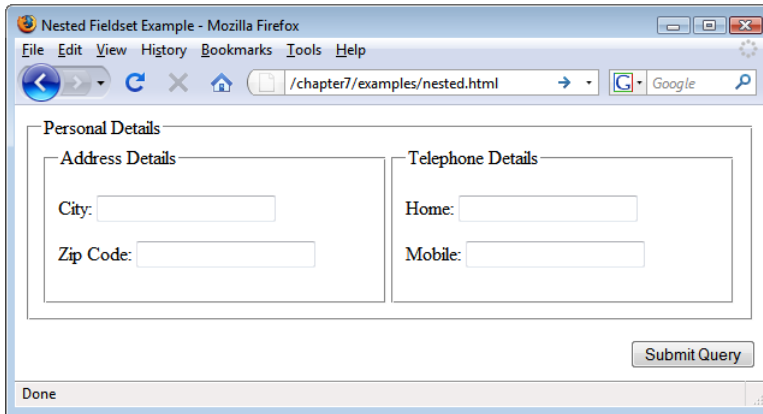 Nested Fieldset Example - Mozilla Firefox
File Edit View History Bookmarks Tools Help
/chapter7/examples/nested.html G Google
Personal Details
Address Details Telephone Details
City: Home:
Zip Code: Mobile:
Submit Query
Done